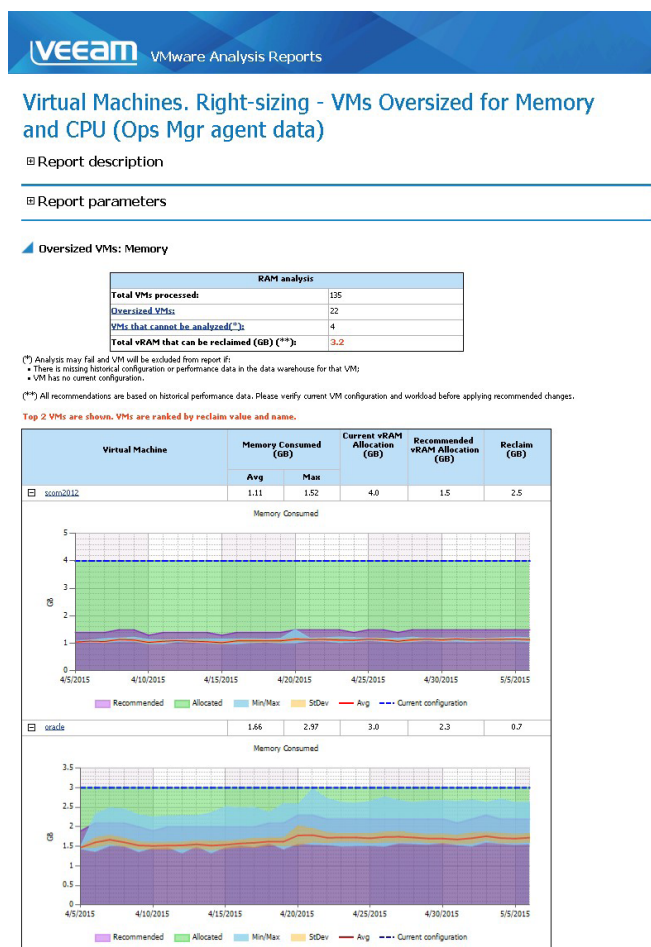 veeam VMware Analysis Reports
Virtual Machines. Right-sizing - VMs Oversized for Memory
and CPU (Ops Mgr agent data)
Report description
Report parameters
Oversized VMs: Memory
RAM analysis
Total VMs processed: 135
Oversized VMs: 22
VMs that cannot be analyzed(*): 4
Total vRAM that can be reclaimed (GB) (**): 3.2
(*) Analysis may fail and VM will be excluded from report if:
• There is missing historical configuration or performance data in the data warehouse for that VM;
• VM has no current configuration.
(**) All recommendations are based on historical performance data. Please verify current VM configuration and workload before applying recommended changes.
Top 2 VMs are shown. VMs are ranked by reclaim value and name.
Virtual Machine
Memory Consumed
(GB)
Avg Max
Current vRAM
Allocation
(GB)
Recommended
vRAM Allocation
(GB)
Reclaim
(GB)
scom2012 1.11 1.52 4.0 1.5 2.5
Memory Consumed
5
4
3
2
1
0
GB
4/5/2015 4/10/2015 4/15/2015 4/20/2015 4/25/2015 4/30/2015 5/5/2015
Recommended Allocated Min/Max StDev Avg Current configuration
oracle 1.66 2.97 3.0 2.3 0.7
Memory Consumed
3.5
3
2.5
2
1.5
1
0.5
0
GB
4/5/2015 4/10/2015 4/15/2015 4/20/2015 4/25/2015 4/30/2015 5/5/2015
Recommended Allocated Min/Max StDev Avg Current configuration